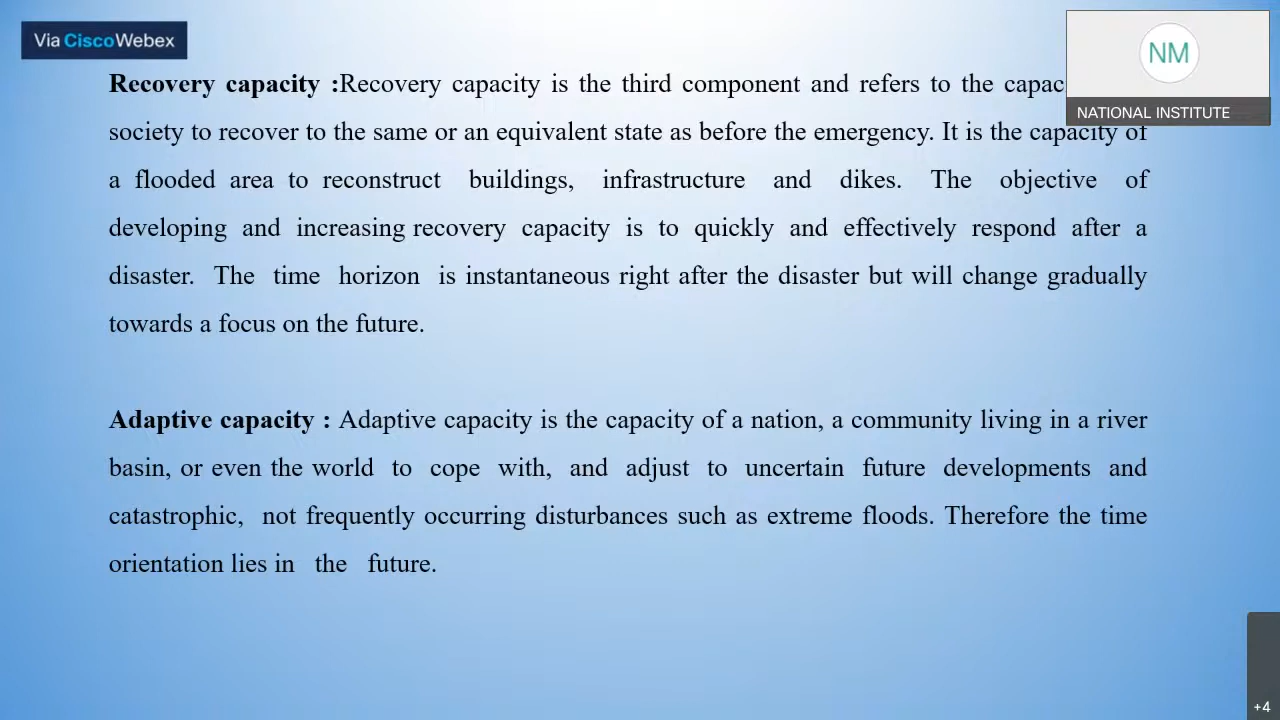 Via Cisco Webex
NM
NATIONAL INSTITUTE
Recovery capacity :Recovery capacity is the third component and refers to the
society to recover to the same or an equivalent state as before the emergency. It is the capacity of
a flooded area to reconstruct buildings, infrastructure and dikes. The objective of
developing and increasing recovery capacity is to quickly and effectively respond after a
disaster. The time horizon is instantaneous right after the disaster but will change gradually
towards a focus on the future.
Adaptive capacity : Adaptive capacity is the capacity of a nation, a community living in a river
basin, or even the world to cope with, and adjust to uncertain future developments and
catastrophic, not frequently occurring disturbances such as extreme floods. Therefore the time
orientation lies in the future.
+4